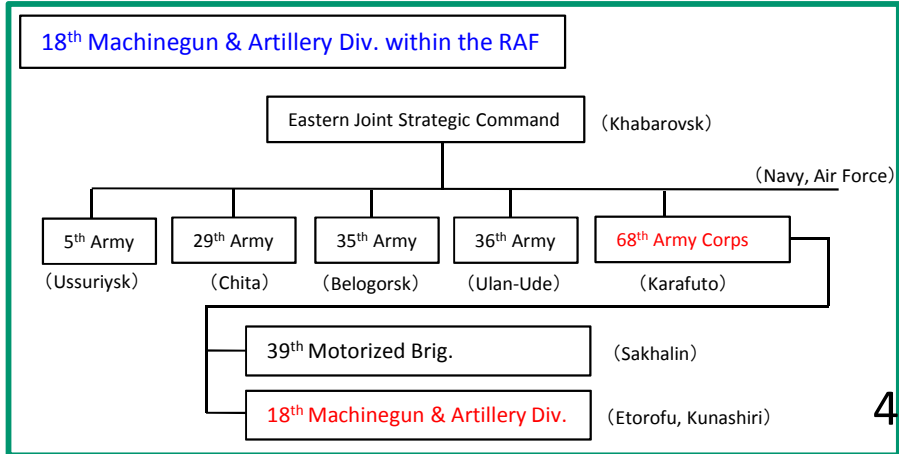 18th Machinegun & Artillery Div. within the RAF
Eastern Joint Strategic Command
（Khabarovsk）
（Navy, Air Force）
5th Army
29th Army
35th Army
36th Army
68th Army Corps
（Ussuriysk）
（Chita）
（Belogorsk）
（Ulan-Ude）
（Karafuto）
39th Motorized Brig.
（Sakhalin）
18th Machinegun & Artillery Div.
（Etorofu, Kunashiri）
4